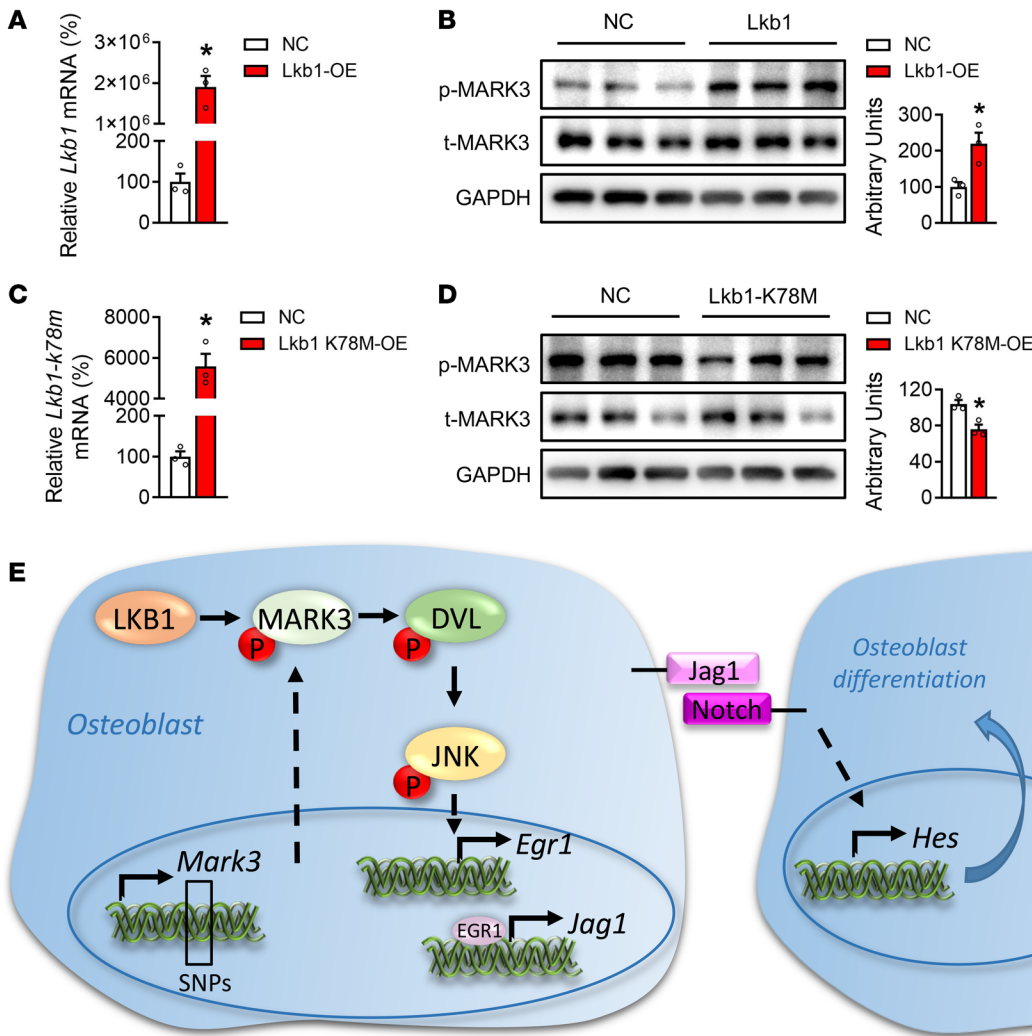 A
Relative Lkb1 mRNA (%)
3×10⁶
2×10⁶
1×10⁶
200
100
0
*
NC
Lkb1-OE
B
NC
Lkb1
p-MARK3
t-MARK3
GAPDH
NC
Lkb1-OE
Arbitrary Units
300
200
100
0
*
C
Relative Lkb1-k78m
mRNA (%)
8000
6000
4000
200
100
0
*
NC
Lkb1 K78M-OE
D
NC
Lkb1-K78M
p-MARK3
t-MARK3
GAPDH
NC
Lkb1 K78M-OE
Arbitrary Units
120
80
40
0
*
E
LKB1
MARK3
P
DVL
P
JNK
P
Osteoblast
Mark3
SNPs
Egr1
EGR1
Jag1
Jag1
Notch
Osteoblast
differentiation
Hes